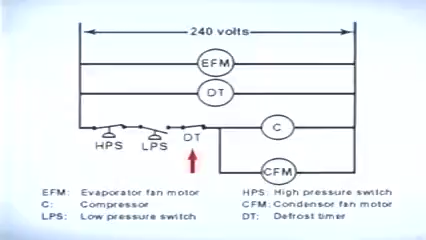 240 volts
EFM
DT
HPS LPS DT C
CFM
EFM: Evaporator fan motor
C: Compressor
LPS: Low pressure switch
HPS: High pressure switch
CFM: Condensor fan motor
DT: Defrost timer